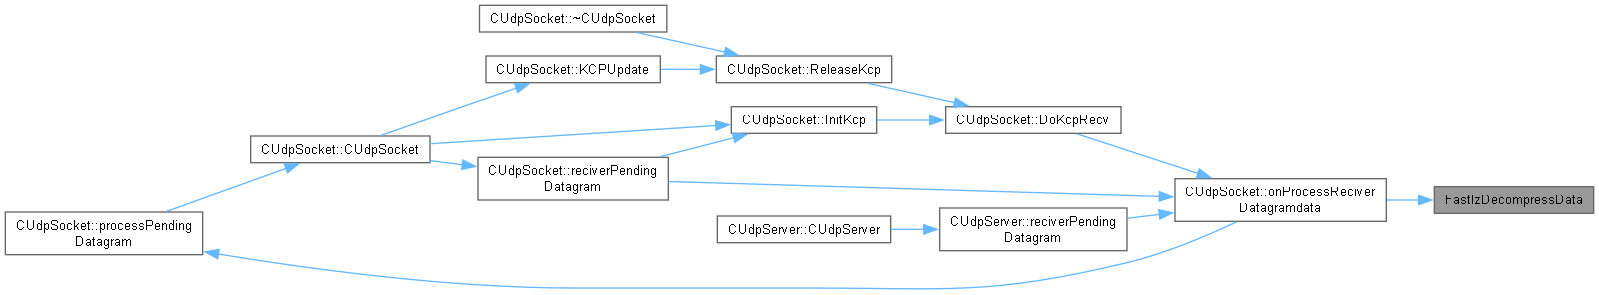 CUdpSocket::~CUdpSocket
CUdpSocket::KCPUpdate
CUdpSocket::ReleaseKcp
CUdpSocket::InitKcp
CUdpSocket::DoKcpRecv
CUdpSocket::CUdpSocket
CUdpSocket::reciverPending
Datagram
CUdpSocket::onProcessReciver
Datagramdata
FastlzDecompressData
CUdpSocket::processPending
Datagram
CUdpServer::CUdpServer
CUdpServer::reciverPending
Datagram